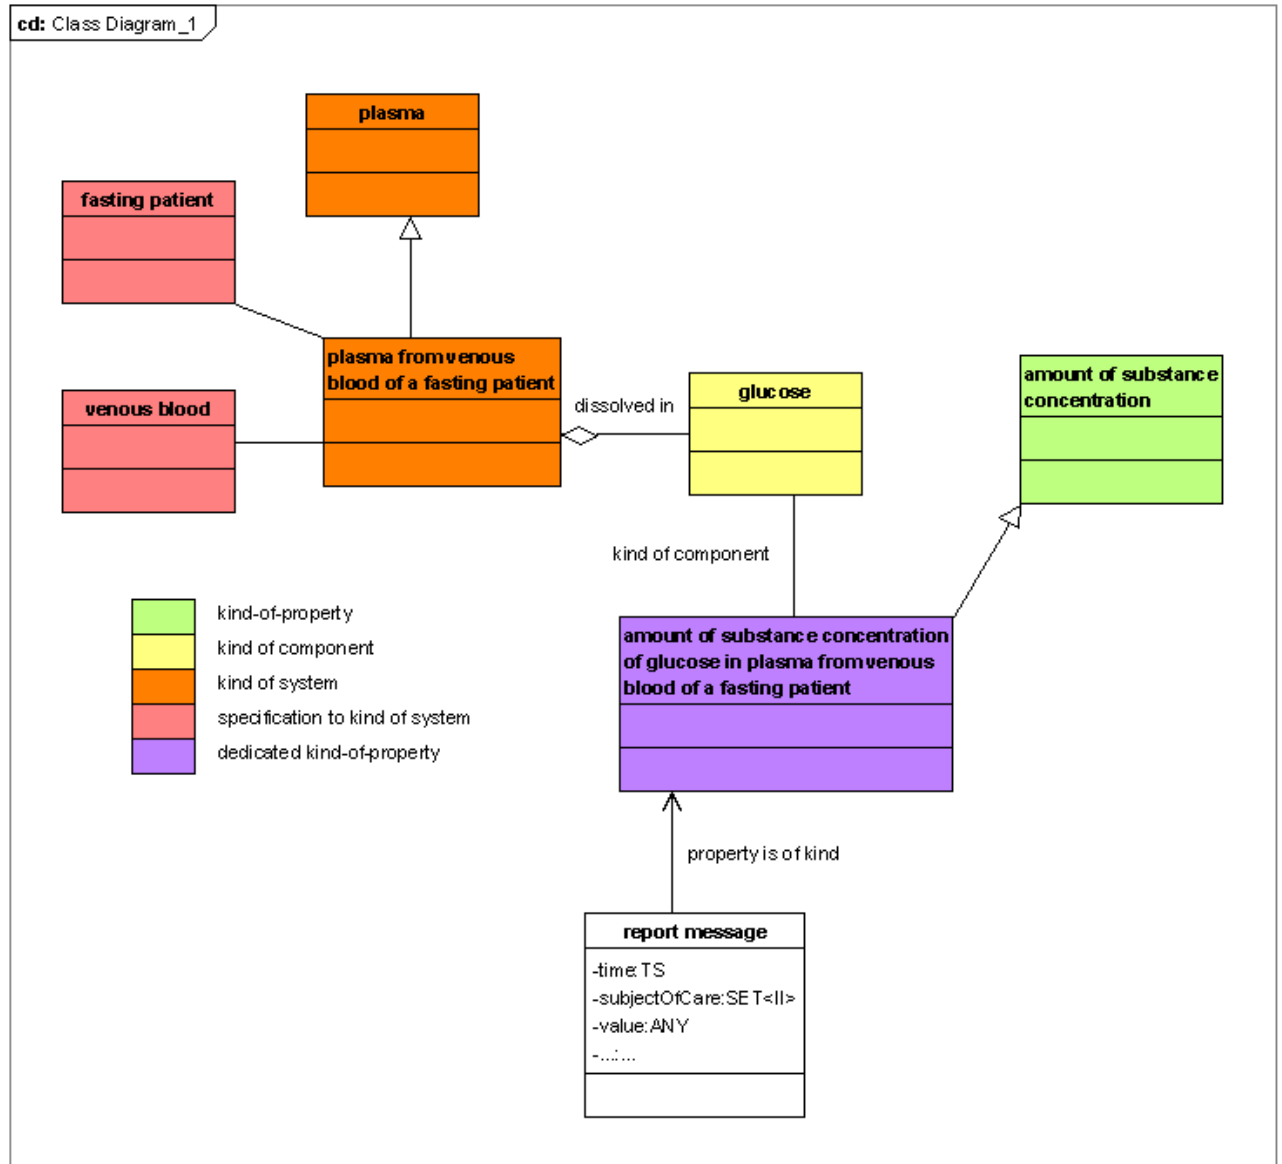 cd: Class Diagram_1
plasma
fasting patient
plasma from venous
blood of a fasting patient
venous blood
dissolved in
glucose
amount of substance
concentration
kind of component
kind-of-property
kind of component
kind of system
specification to kind of system
dedicated kind-of-property
amount of substance concentration
of glucose in plasma from venous
blood of a fasting patient
property is of kind
report message
-time:TS
-subjectOfCare:SET<II>
-value:ANY
-...:...